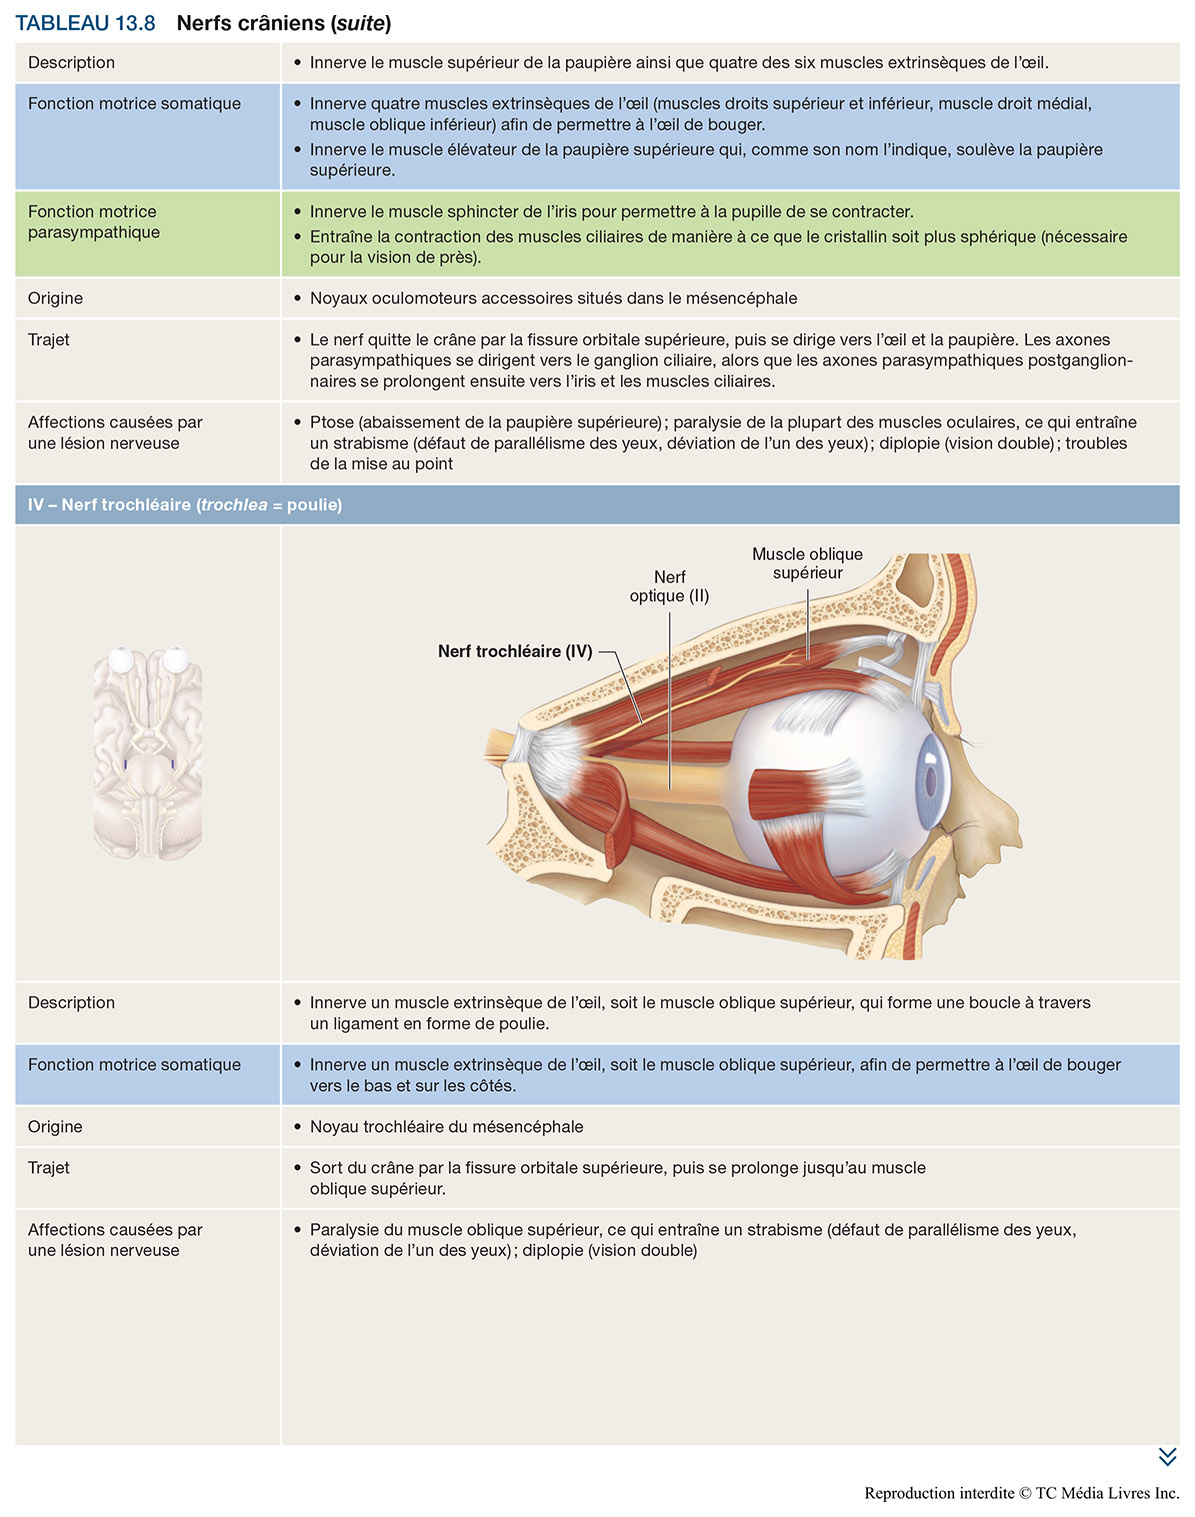 TABLEAU 13.8 Nerfs crâniens (suite)
Description
• Innerve le muscle supérieur de la paupière ainsi que quatre des six muscles extrinsèques de l’œil.
Fonction motrice somatique
• Innerve quatre muscles extrinsèques de l’œil (muscles droits supérieur et inférieur, muscle droit médial,
muscle oblique inférieur) afin de permettre à l’œil de bouger.
• Innerve le muscle élévateur de la paupière supérieure qui, comme son nom l’indique, soulève la paupière
supérieure.
Fonction motrice
parasympathique
• Innerve le muscle sphincter de l’iris pour permettre à la pupille de se contracter.
• Entraîne la contraction des muscles ciliaires de manière à ce que le cristallin soit plus sphérique (nécessaire
pour la vision de près).
Origine
• Noyaux oculomoteurs accessoires situés dans le mésencéphale
Trajet
• Le nerf quitte le crâne par la fissure orbitale supérieure, puis se dirige vers l’œil et la paupière. Les axones
parasympathiques se dirigent vers le ganglion ciliaire, alors que les axones parasympathiques postganglion-
naires se prolongent ensuite vers l’iris et les muscles ciliaires.
Affections causées par
une lésion nerveuse
• Ptose (abaissement de la paupière supérieure) ; paralysie de la plupart des muscles oculaires, ce qui entraîne
un strabisme (défaut de parallélisme des yeux, déviation de l’un des yeux) ; diplopie (vision double) ; troubles
de la mise au point
IV – Nerf trochléaire (trochlea = poulie)
Muscle oblique
supérieur
Nerf
optique (II)
Nerf trochléaire (IV)
Description
• Innerve un muscle extrinsèque de l’œil, soit le muscle oblique supérieur, qui forme une boucle à travers
un ligament en forme de poulie.
Fonction motrice somatique
• Innerve un muscle extrinsèque de l’œil, soit le muscle oblique supérieur, afin de permettre à l’œil de bouger
vers le bas et sur les côtés.
Origine
• Noyau trochléaire du mésencéphale
Trajet
• Sort du crâne par la fissure orbitale supérieure, puis se prolonge jusqu’au muscle
oblique supérieur.
Affections causées par
une lésion nerveuse
• Paralysie du muscle oblique supérieur, ce qui entraîne un strabisme (défaut de parallélisme des yeux,
déviation de l’un des yeux) ; diplopie (vision double)
Reproduction interdite © TC Média Livres Inc.